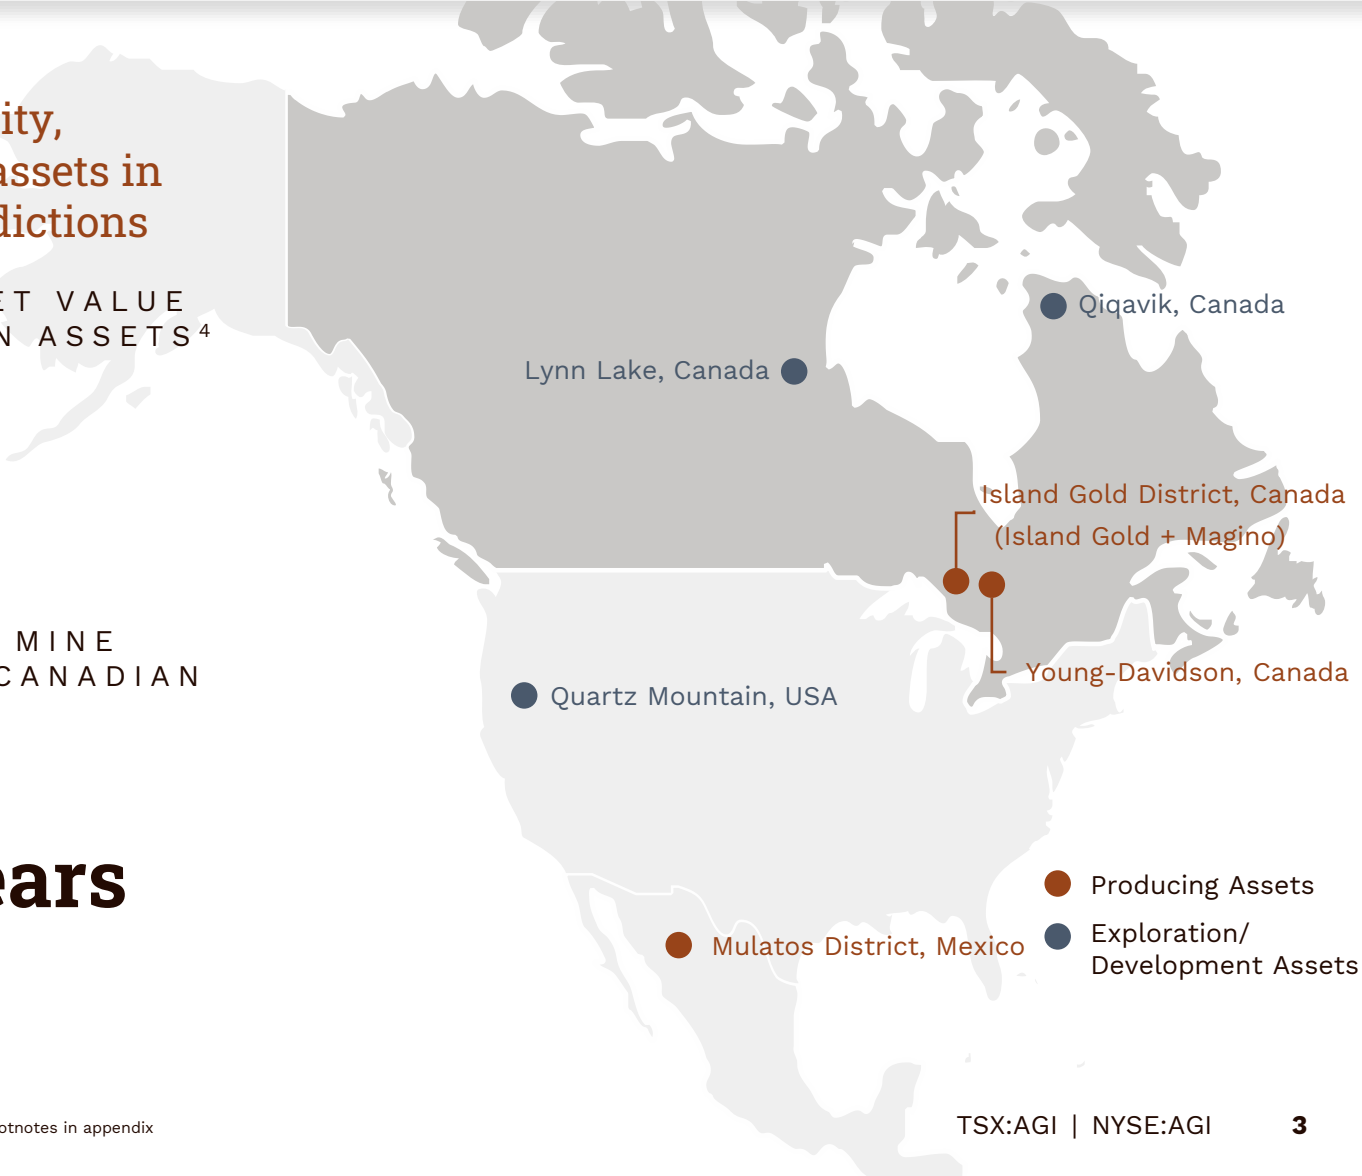 ity,
assets in
dictions
ET VALUE
N ASSETS⁴
MINE
CANADIAN
ears
otnotes in appendix
Qiqavik, Canada
Lynn Lake, Canada
Island Gold District, Canada
(Island Gold + Magino)
Young-Davidson, Canada
Quartz Mountain, USA
Mulatos District, Mexico
Producing Assets
Exploration/
Development Assets
TSX:AGI | NYSE:AGI 3